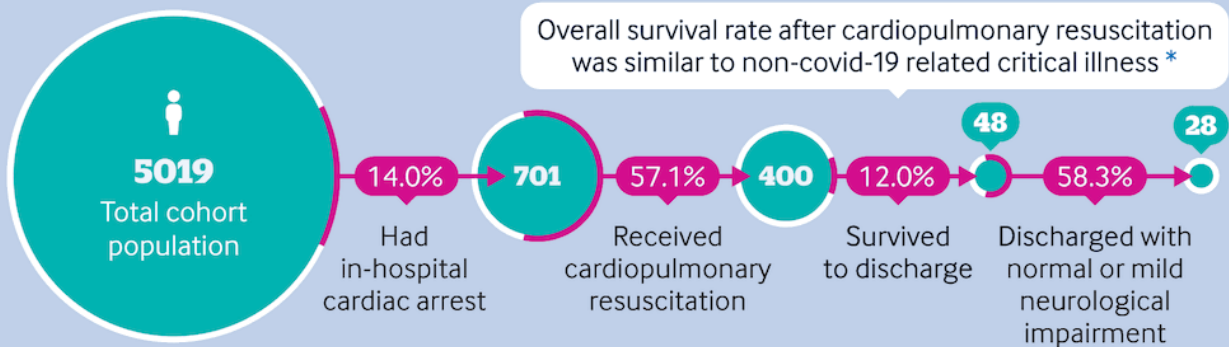 Overall survival rate after cardiopulmonary resuscitation
was similar to non-covid-19 related critical illness *
5019
Total cohort
population
14.0%
Had
in-hospital
cardiac arrest
701
57.1%
Received
cardiopulmonary
resuscitation
400
12.0%
Survived
to discharge
48
58.3%
Discharged with
normal or mild
neurological
impairment
28